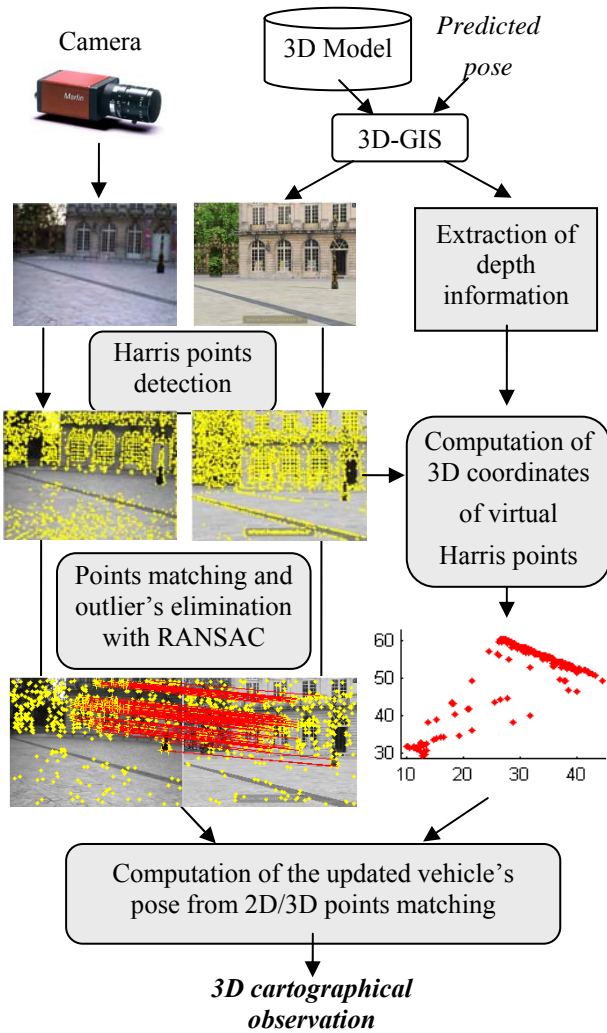 Camera
3D Model
Predicted
pose
Merlin
3D-GIS
Extraction of
depth
information
Harris points
detection
Computation of
3D coordinates
of virtual
Harris points
Points matching and
outlier's elimination
with RANSAC
60
50
40
30
10
20
30
40
Computation of the updated vehicle's
pose from 2D/3D points matching
3D cartographical
observation